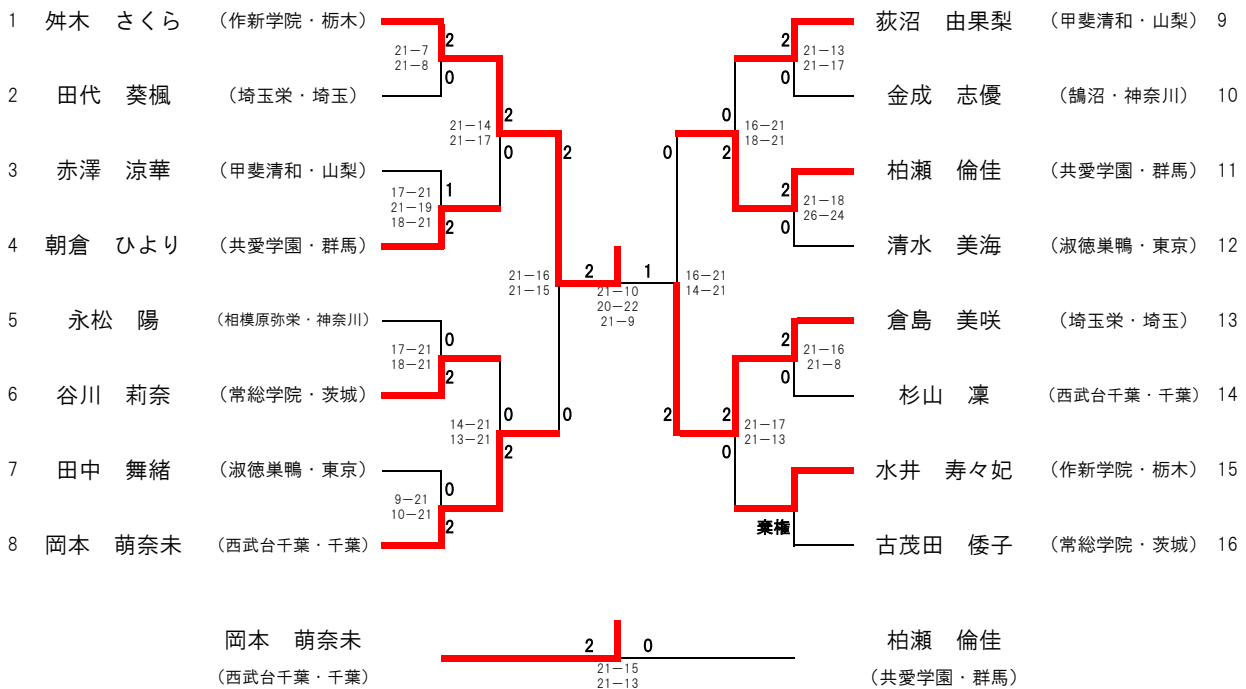 1 舛木 さくら （作新学院・栃木）
2 田代 葵楓 （埼玉栄・埼玉）
3 赤澤 涼華 （甲斐清和・山梨）
4 朝倉 ひより （共愛学園・群馬）
5 永松 陽 （相模原弥栄・神奈川）
6 谷川 莉奈 （常総学院・茨城）
7 田中 舞緒 （淑徳巣鴨・東京）
8 岡本 萌奈未 （西武台千葉・千葉）
2
21－7
21－8
0
1
17－21
21－19
18－21
2
0
17－21
18－21
2
0
9－21
10－21
2
2
21－14
21－17
0
0
14－21
13－21
2
2
21－16
21－15
0
2 1
21－10
20－22
21－9
0
16－21
14－21
2
0
16－21
18－21
2
2
21－17
21－13
0
2
21－13
21－17
0
2
21－18
26－24
0
2
21－16
21－8
0
棄権
荻沼 由果梨 （甲斐清和・山梨） 9
金成 志優 （鵠沼・神奈川） 10
柏瀬 倫佳 （共愛学園・群馬） 11
清水 美海 （淑徳巣鴨・東京） 12
倉島 美咲 （埼玉栄・埼玉） 13
杉山 凜 （西武台千葉・千葉） 14
水井 寿々妃 （作新学院・栃木） 15
古茂田 倭子 （常総学院・茨城） 16
岡本 萌奈未
（西武台千葉・千葉）
2 0
21－15
21－13
柏瀬 倫佳
（共愛学園・群馬）